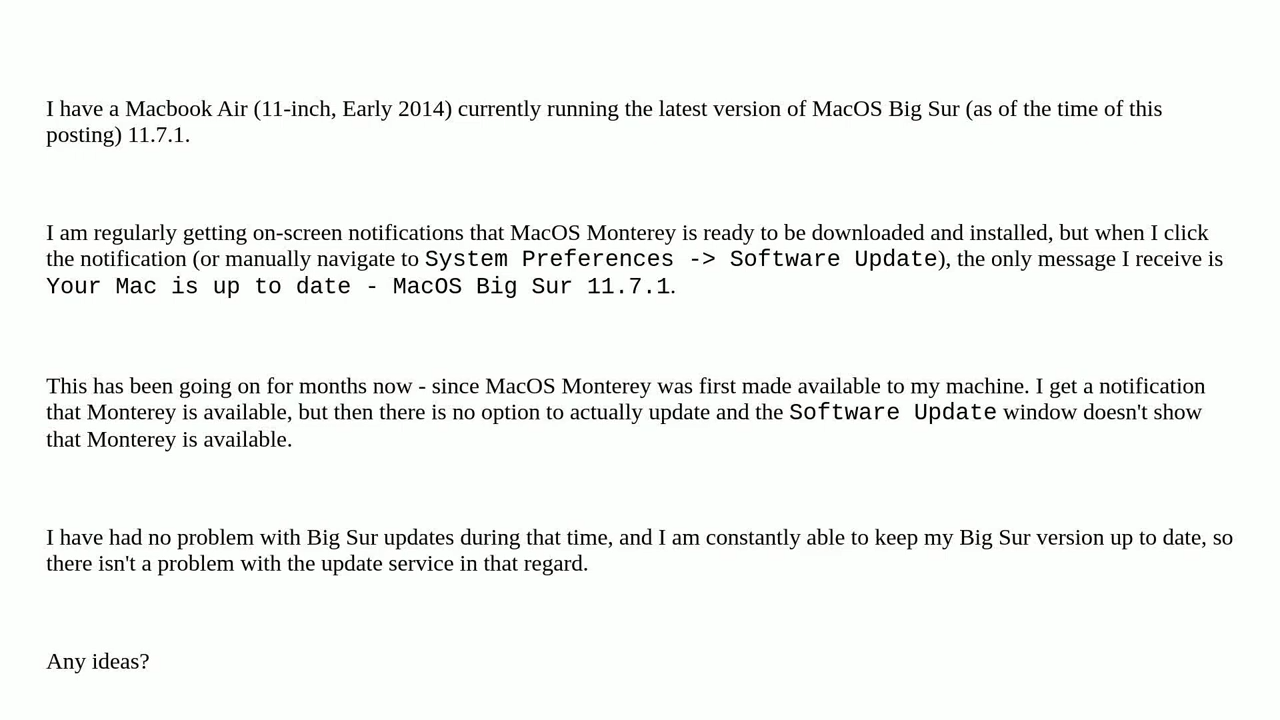 I have a Macbook Air (11-inch, Early 2014) currently running the latest version of MacOS Big Sur (as of the time of this
posting) 11.7.1.
I am regularly getting on-screen notifications that MacOS Monterey is ready to be downloaded and installed, but when I click
the notification (or manually navigate to System Preferences -> Software Update), the only message I receive is
Your Mac is up to date - MacOS Big Sur 11.7.1.
This has been going on for months now - since MacOS Monterey was first made available to my machine. I get a notification
that Monterey is available, but then there is no option to actually update and the Software Update window doesn't show
that Monterey is available.
I have had no problem with Big Sur updates during that time, and I am constantly able to keep my Big Sur version up to date, so
there isn't a problem with the update service in that regard.
Any ideas?